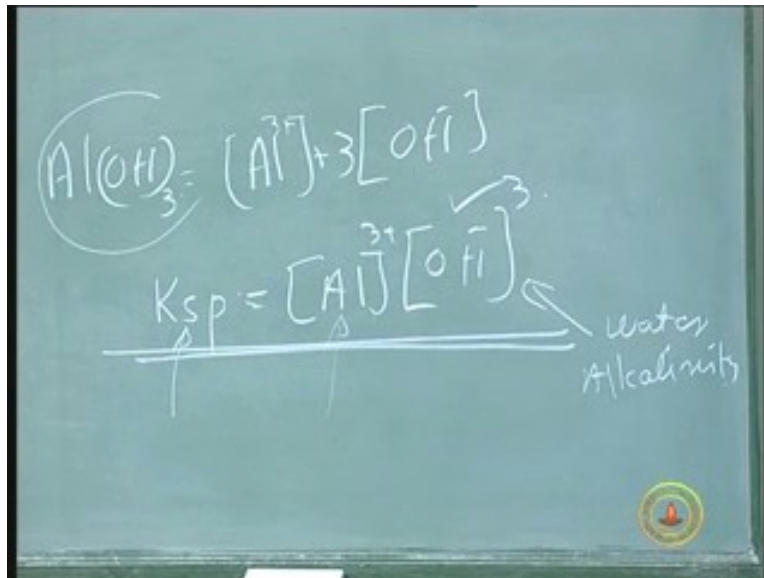 Al(OH)₃ = [Al³⁺] + 3[OH⁻]
Ksp = [Al]³⁺ [OH⁻]³
water
Alkalinity